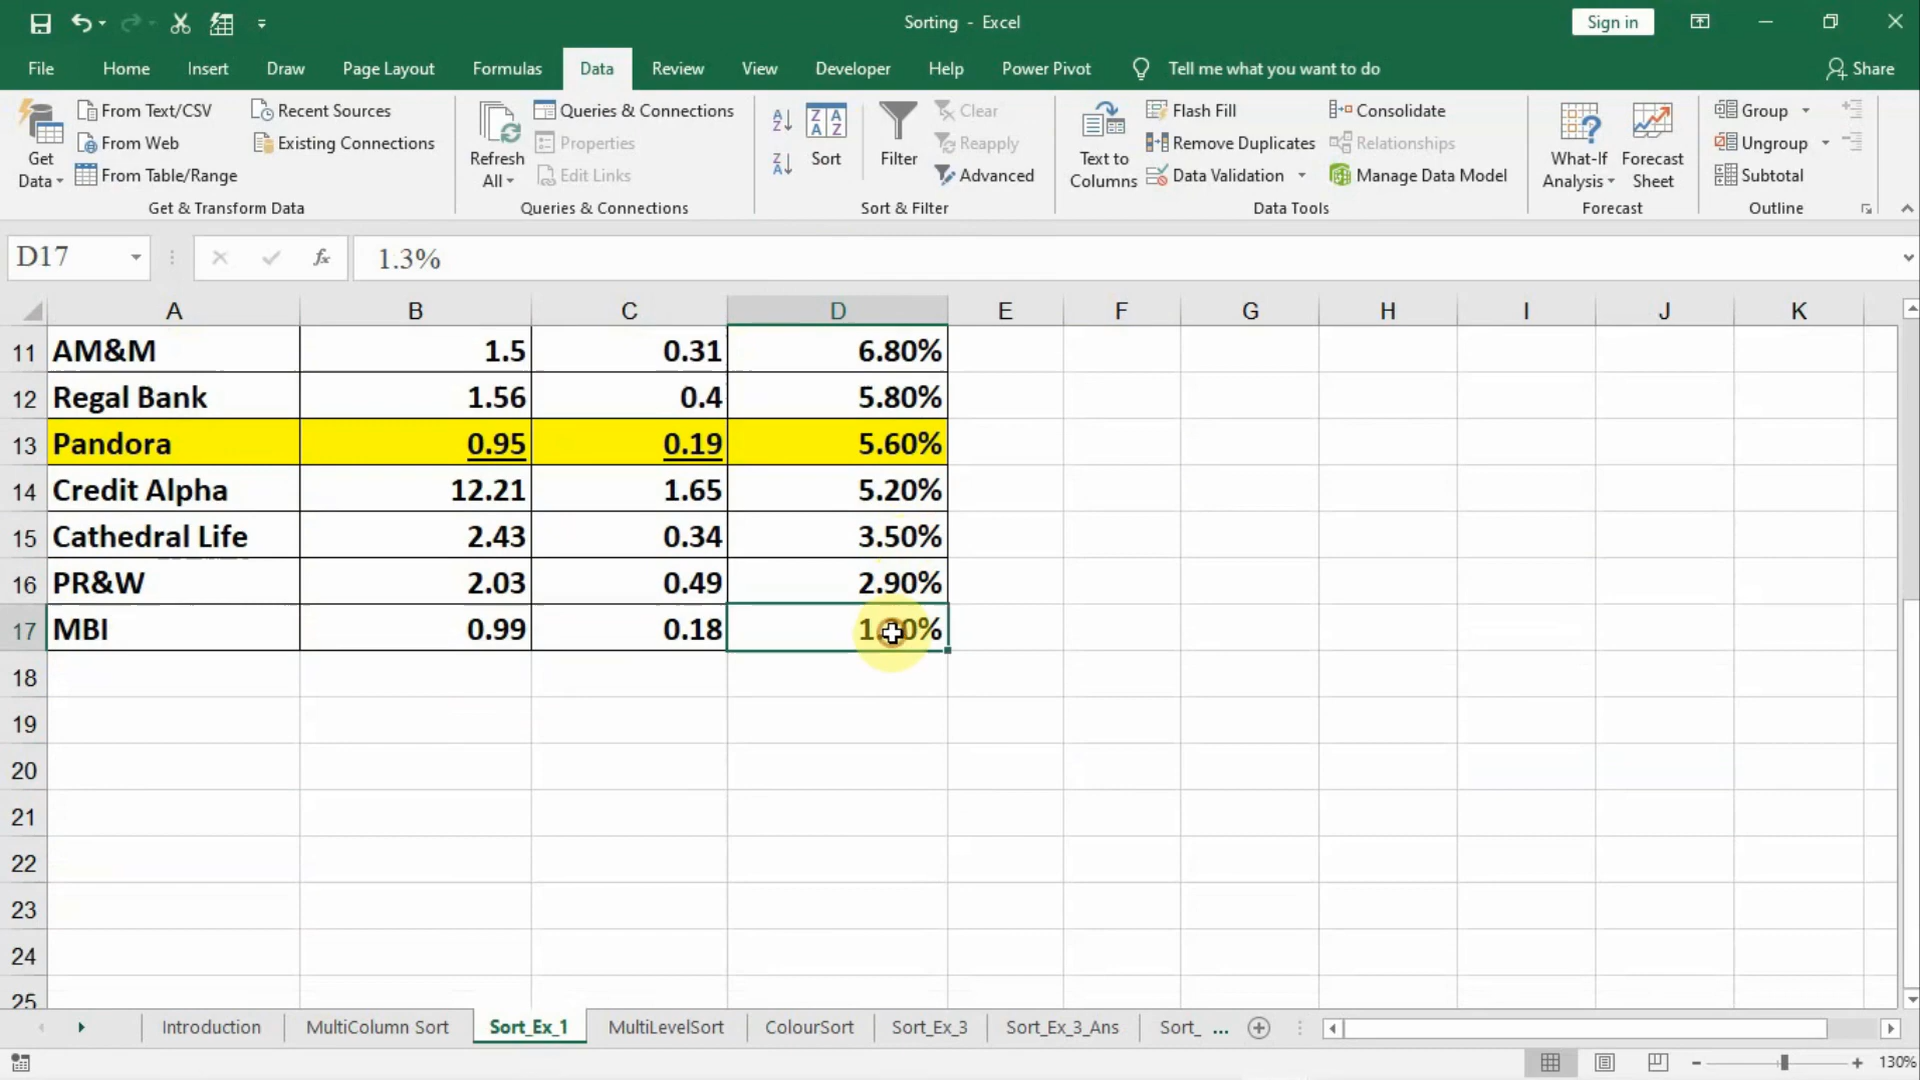 Sorting - Excel
Sign in
File Home Insert Draw Page Layout Formulas Data Review View Developer Help Power Pivot Tell me what you want to do Share
Get Data
From Text/CSV
From Web
From Table/Range
Recent Sources
Existing Connections
Get & Transform Data
Refresh All
Queries & Connections
Properties
Edit Links
Queries & Connections
Sort
Filter
Clear
Reapply
Advanced
Sort & Filter
Text to Columns
Flash Fill
Remove Duplicates
Data Validation
Consolidate
Relationships
Manage Data Model
Data Tools
What-If Analysis
Forecast Sheet
Forecast
Group
Ungroup
Subtotal
Outline
D17 fx 1.3%
A B C D E F G H I J K
11 AM&M 1.5 0.31 6.80%
12 Regal Bank 1.56 0.4 5.80%
13 Pandora 0.95 0.19 5.60%
14 Credit Alpha 12.21 1.65 5.20%
15 Cathedral Life 2.43 0.34 3.50%
16 PR&W 2.03 0.49 2.90%
17 MBI 0.99 0.18
18
19
20
21
22
23
24
25
Introduction MultiColumn Sort Sort_Ex_1 MultiLevelSort ColourSort Sort_Ex_3 Sort_Ex_3_Ans Sort_ ...
130%